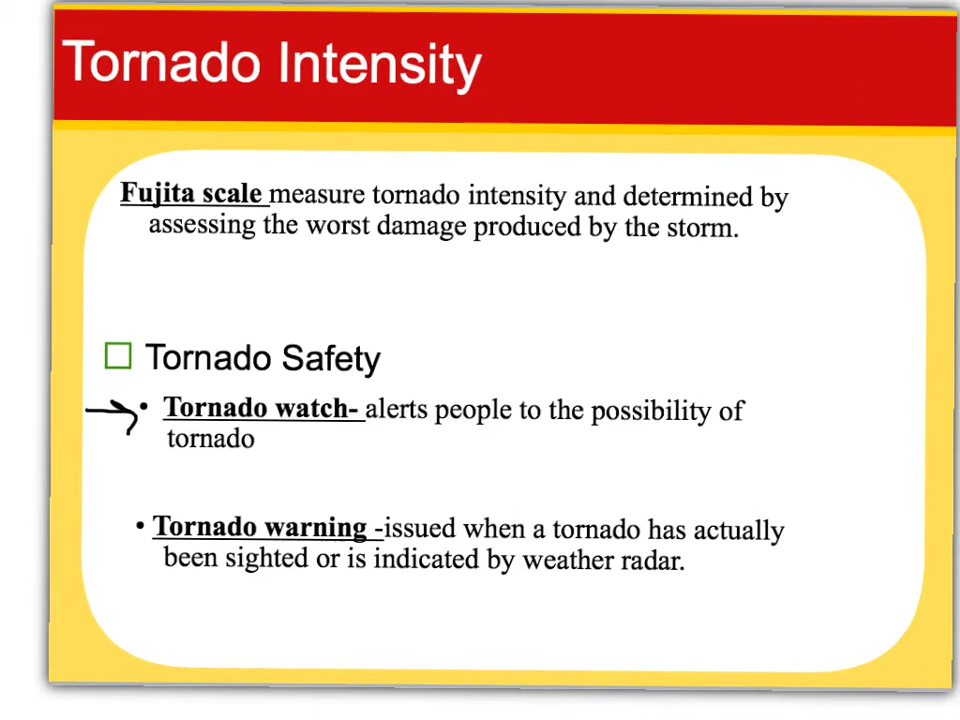 Tornado Intensity
Fujita scale measure tornado intensity and determined by
assessing the worst damage produced by the storm.
Tornado Safety
• Tornado watch- alerts people to the possibility of
tornado
• Tornado warning -issued when a tornado has actually
been sighted or is indicated by weather radar.